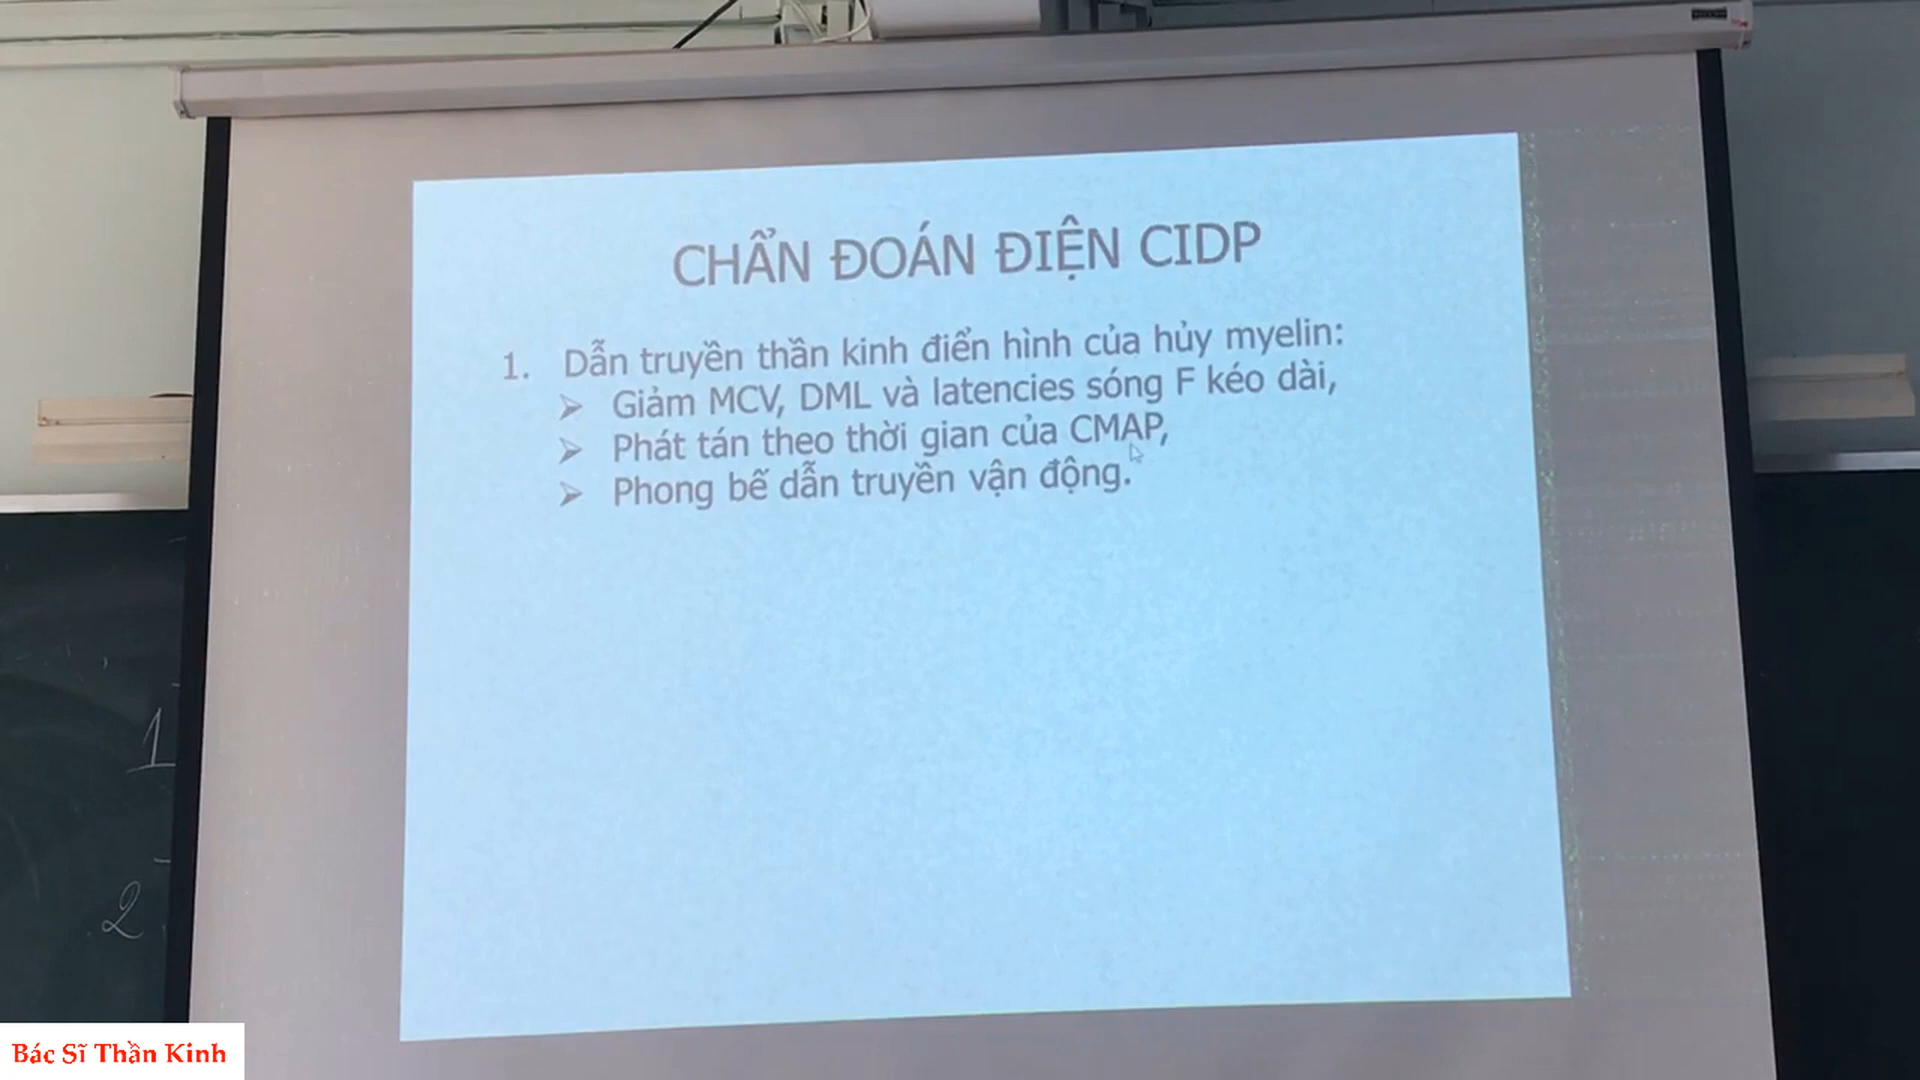 CHẨN ĐOÁN ĐIỆN CIDP
1. Dẫn truyền thần kinh điển hình của hủy myelin:
➢ Giảm MCV, DML và latencies sóng F kéo dài,
➢ Phát tán theo thời gian của CMAP,
➢ Phong bế dẫn truyền vận động.
1
2
Bác Sĩ Thần Kinh